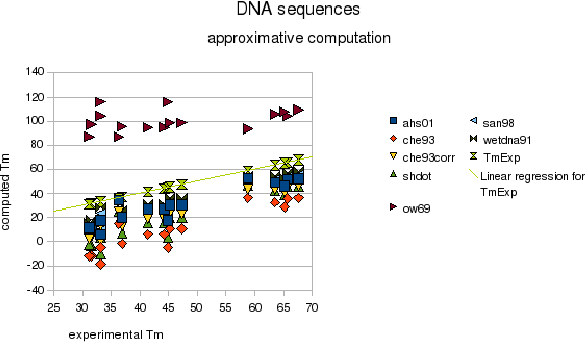 DNA sequences
approximative computation
computed Tm
140
120
100
80
60
40
20
0
-20
-40
25 30 35 40 45 50 55 60 65 70
experimental Tm
ahs01
che93
che93corr
shdot
ow69
san98
wetdna91
TmExp
Linear regression for
TmExp